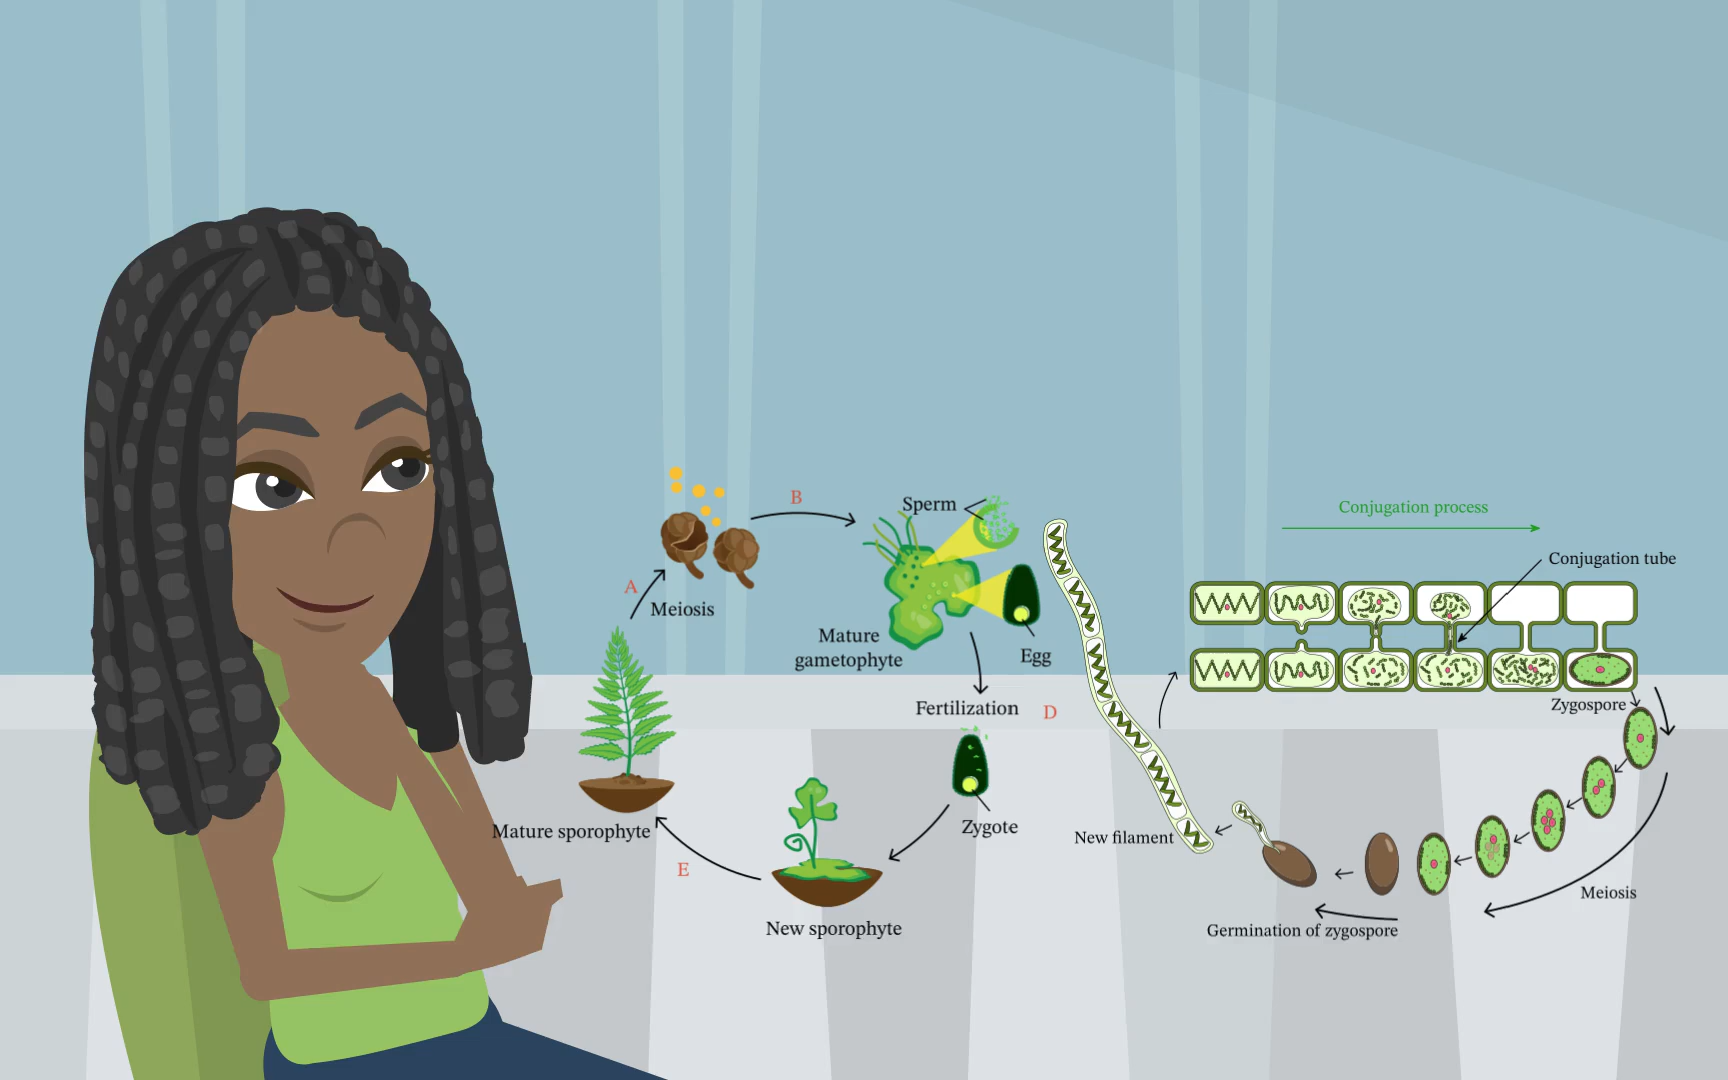 B
Sperm
A
Meiosis
Mature
gametophyte
Egg
Fertilization
D
Mature sporophyte
Zygote
E
New sporophyte
Conjugation process
Conjugation tube
Zygospore
New filament
Meiosis
Germination of zygospore